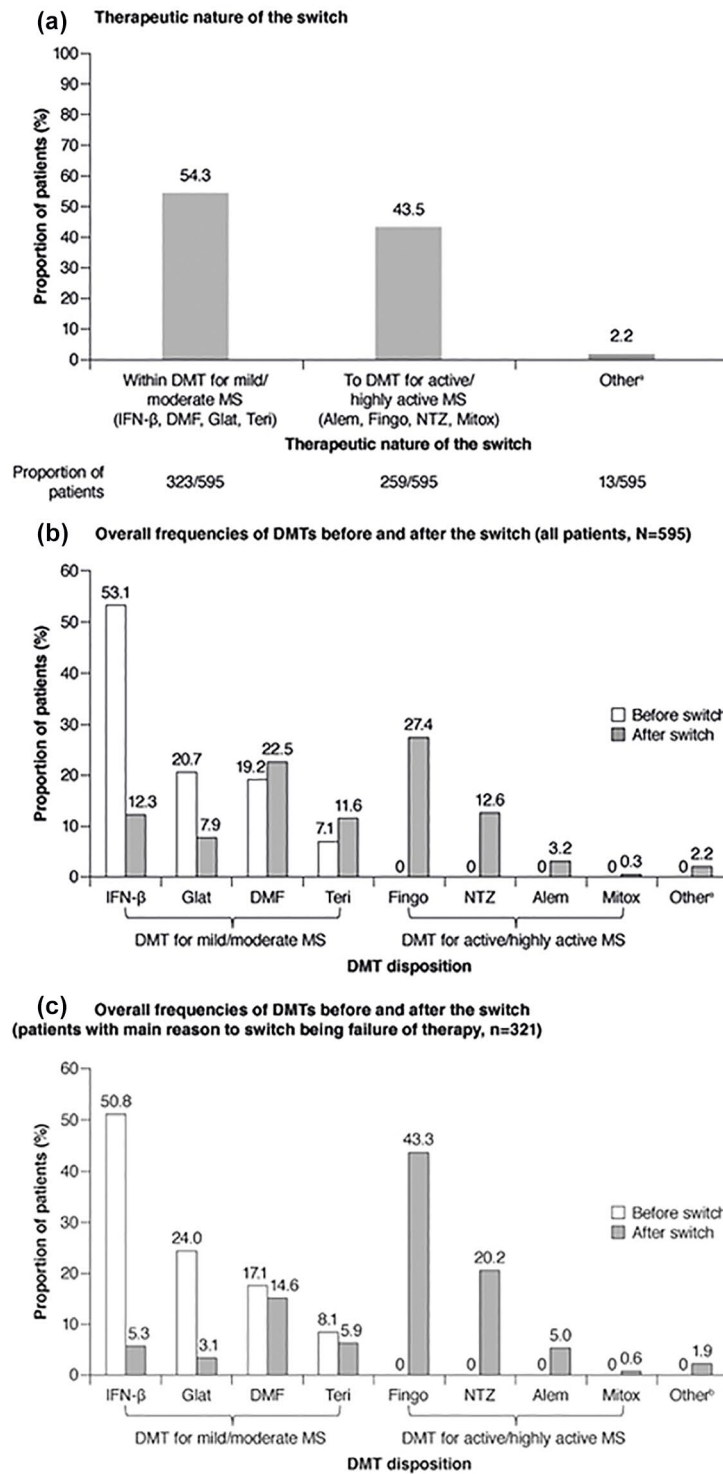 (a) Therapeutic nature of the switch
Proportion of patients (%)
100
90
80
70
60
50
40
30
20
10
0
54.3
43.5
2.2
Within DMT for mild/
moderate MS
(IFN-β, DMF, Glat, Teri)
To DMT for active/
highly active MS
(Alem, Fingo, NTZ, Mitox)
Otherᵃ
Therapeutic nature of the switch
Proportion of
patients
323/595 259/595 13/595
(b) Overall frequencies of DMTs before and after the switch (all patients, N=595)
Proportion of patients (%)
60
50
40
30
20
10
0
53.1
12.3
20.7
7.9
19.2
22.5
7.1
11.6
0
27.4
0
12.6
0
3.2
0
0.3
0
2.2
Before switch
After switch
IFN-β Glat DMF Teri Fingo NTZ Alem Mitox Otherᵃ
DMT for mild/moderate MS DMT for active/highly active MS
DMT disposition
(c) Overall frequencies of DMTs before and after the switch
(patients with main reason to switch being failure of therapy, n=321)
Proportion of patients (%)
60
50
40
30
20
10
0
50.8
5.3
24.0
3.1
17.1
14.6
8.1
5.9
0
43.3
0
20.2
0
5.0
0
0.6
0
1.9
Before switch
After switch
IFN-β Glat DMF Teri Fingo NTZ Alem Mitox Otherᵇ
DMT for mild/moderate MS DMT for active/highly active MS
DMT disposition